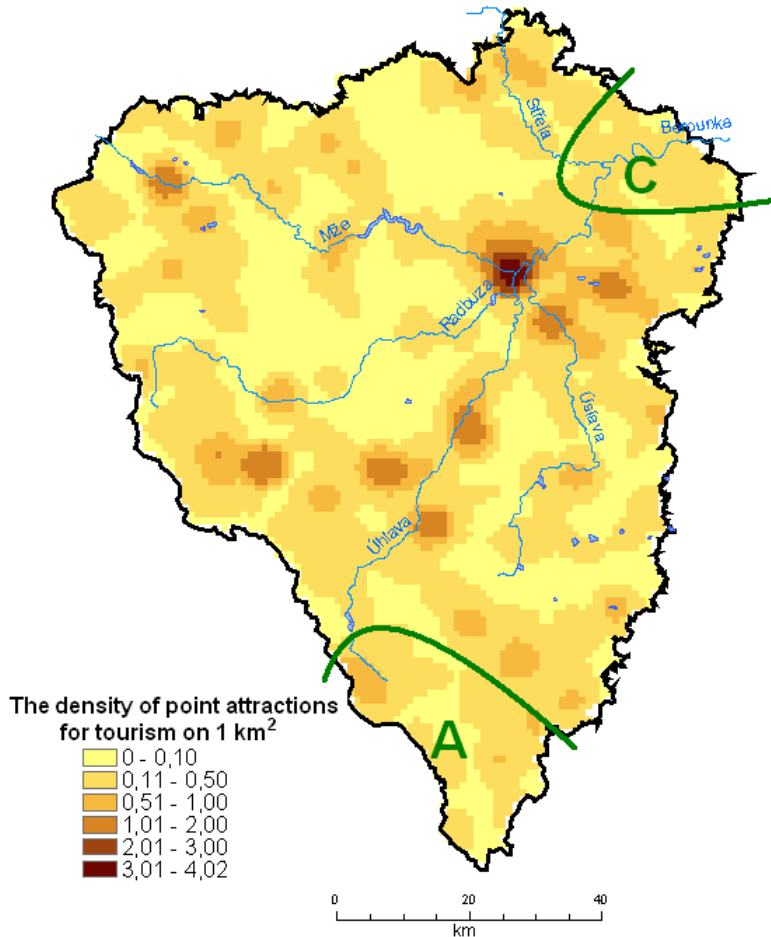 Střela
Berounka
C
Mže
Radbuza
Úslava
Úhlava
A
The density of point attractions
for tourism on 1 km²
0 - 0,10
0,11 - 0,50
0,51 - 1,00
1,01 - 2,00
2,01 - 3,00
3,01 - 4,02
0 20 40
km